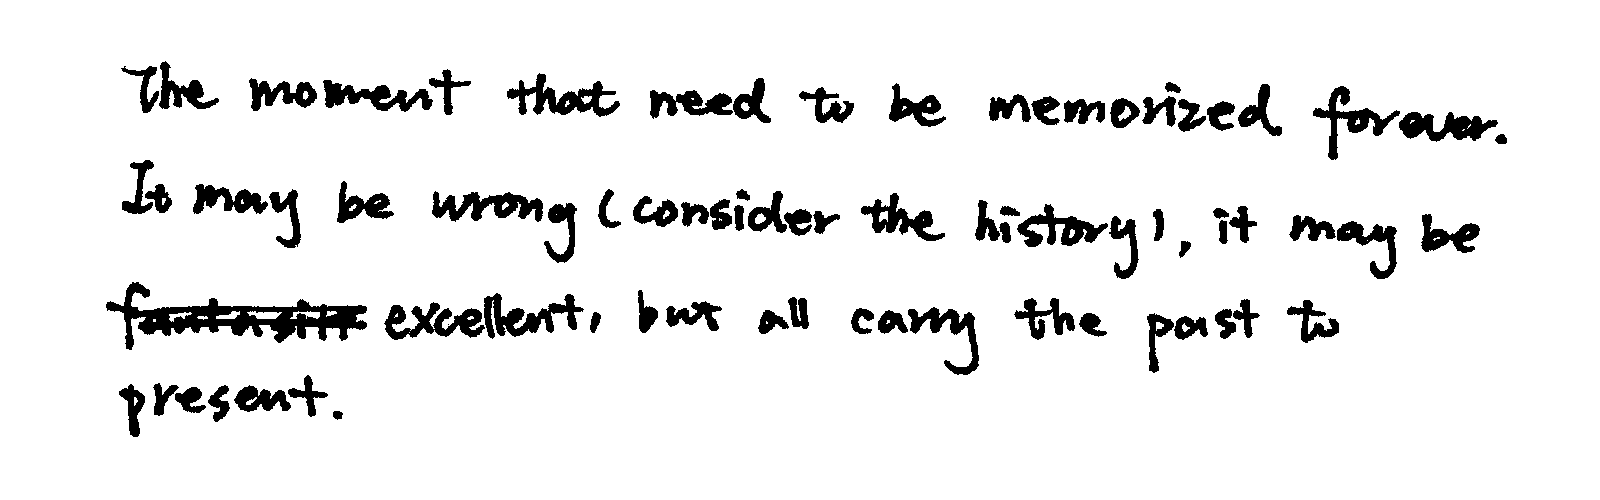 The moment that need to be memorized forever.
It may be wrong (consider the history), it may be
excellent, but all carry the past to
present.